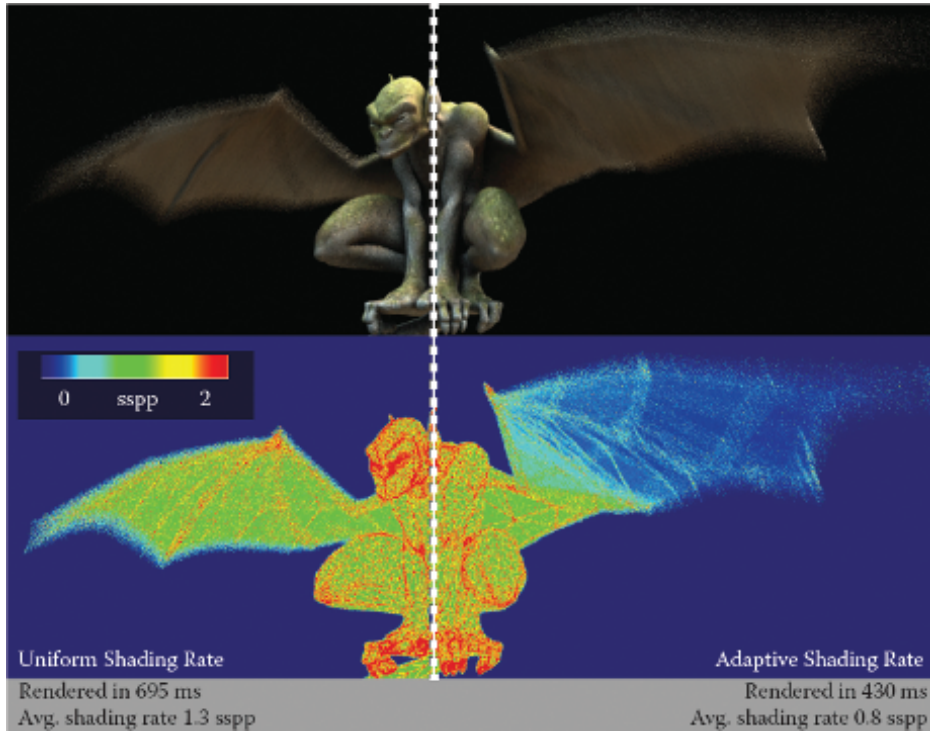 0 sspp 2
Uniform Shading Rate
Adaptive Shading Rate
Rendered in 695 ms
Avg. shading rate 1.3 sspp
Rendered in 430 ms
Avg. shading rate 0.8 sspp